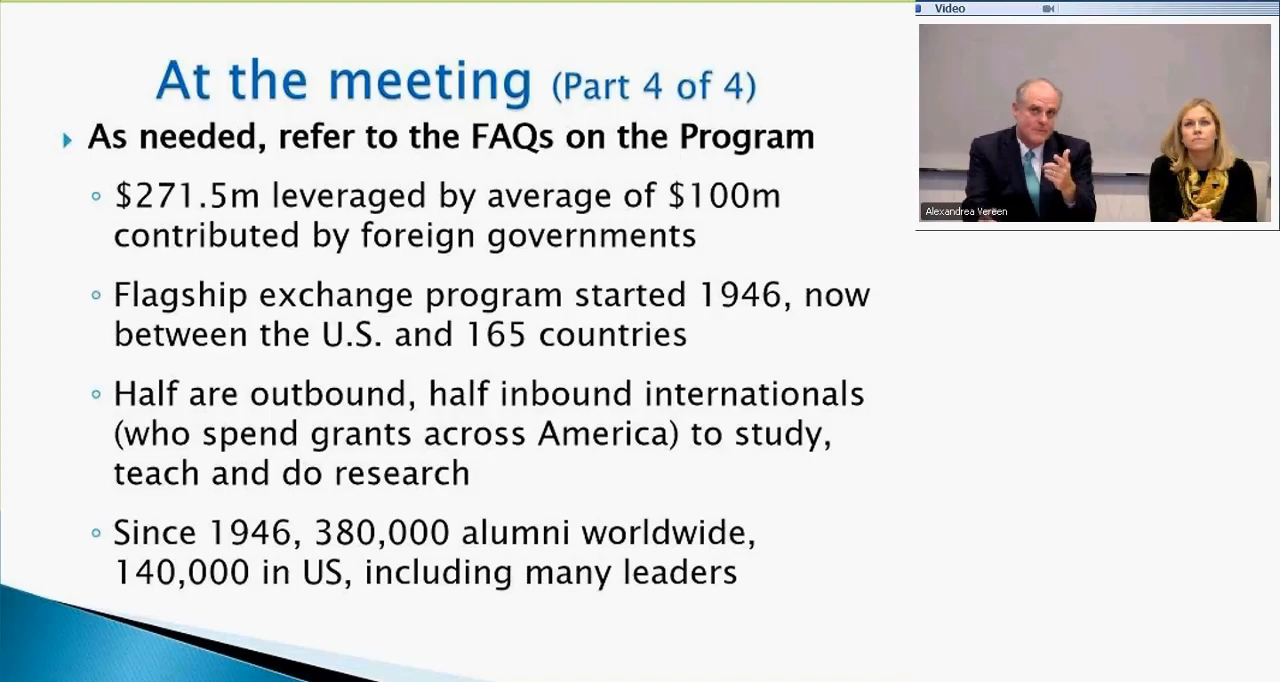 At the meeting (Part 4 of 4)
As needed, refer to the FAQs on the Program
$271.5m leveraged by average of $100m
contributed by foreign governments
Flagship exchange program started 1946, now
between the U.S. and 165 countries
Half are outbound, half inbound internationals
(who spend grants across America) to study,
teach and do research
Since 1946, 380,000 alumni worldwide,
140,000 in US, including many leaders
Video
Alexandrea Vereen